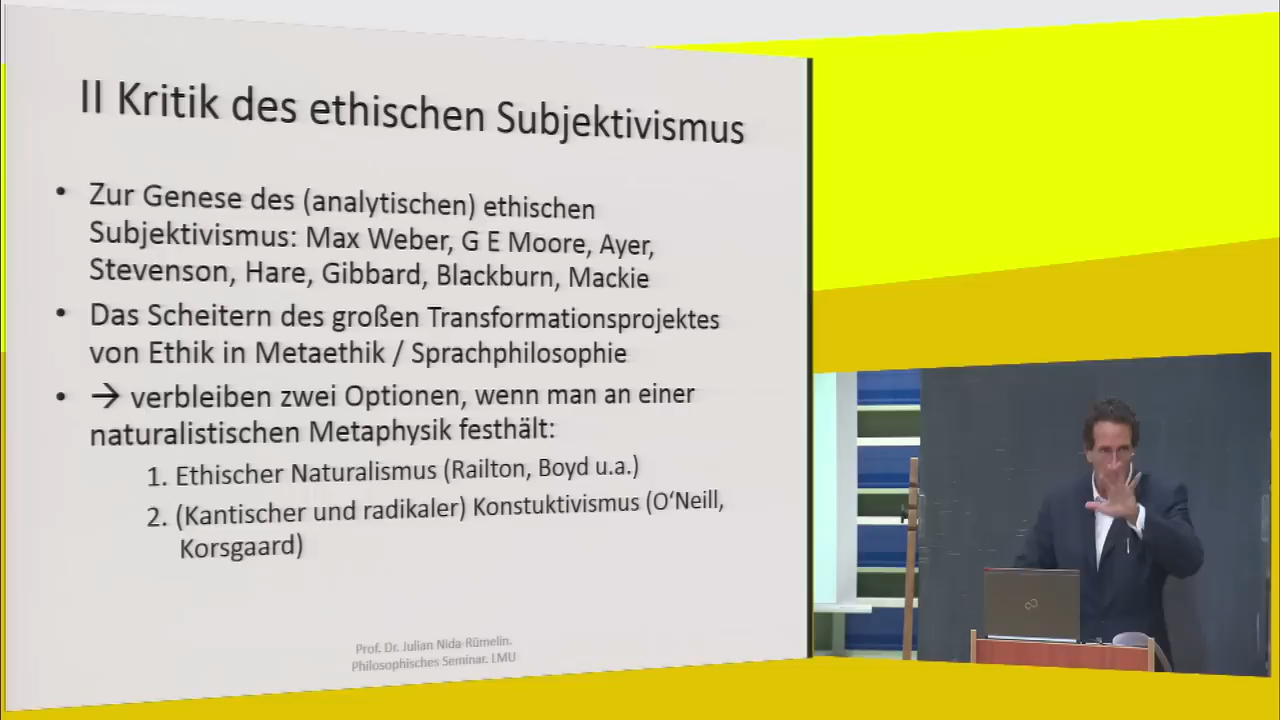 II Kritik des ethischen Subjektivismus
• Zur Genese des (analytischen) ethischen
Subjektivismus: Max Weber, G E Moore, Ayer,
Stevenson, Hare, Gibbard, Blackburn, Mackie
• Das Scheitern des großen Transformationsprojektes
von Ethik in Metaethik / Sprachphilosophie
• → verbleiben zwei Optionen, wenn man an einer
naturalistischen Metaphysik festhält:
1. Ethischer Naturalismus (Railton, Boyd u.a.)
2. (Kantischer und radikaler) Konstuktivismus (O‘Neill,
Korsgaard)
Prof. Dr. Julian Nida-Rümelin.
Philosophisches Seminar. LMU